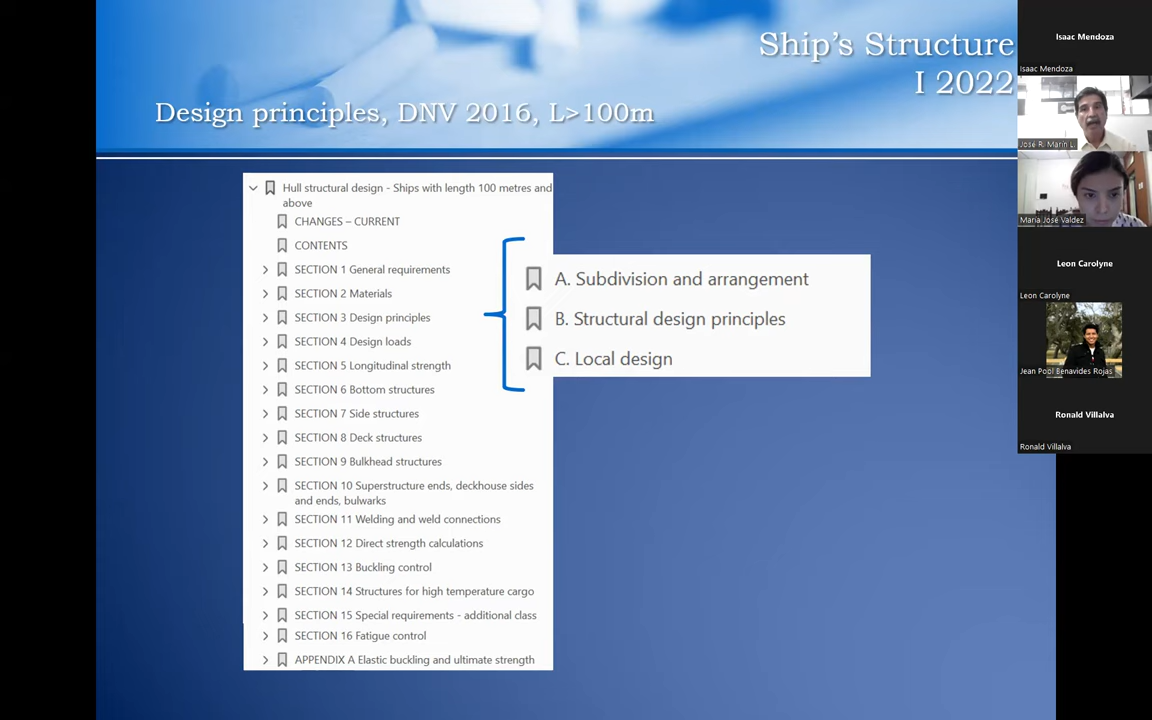 Ship's Structure
I 2022
Design principles, DNV 2016, L>100m
Hull structural design - Ships with length 100 metres and
above
CHANGES – CURRENT
CONTENTS
SECTION 1 General requirements
SECTION 2 Materials
SECTION 3 Design principles
SECTION 4 Design loads
SECTION 5 Longitudinal strength
SECTION 6 Bottom structures
SECTION 7 Side structures
SECTION 8 Deck structures
SECTION 9 Bulkhead structures
SECTION 10 Superstructure ends, deckhouse sides
and ends, bulwarks
SECTION 11 Welding and weld connections
SECTION 12 Direct strength calculations
SECTION 13 Buckling control
SECTION 14 Structures for high temperature cargo
SECTION 15 Special requirements - additional class
SECTION 16 Fatigue control
APPENDIX A Elastic buckling and ultimate strength
A. Subdivision and arrangement
B. Structural design principles
C. Local design
Isaac Mendoza
Isaac Mendoza
José R. Marín L.
María José Valdez
Leon Carolyne
Leon Carolyne
Jean Pool Benavides Rojas
Ronald Villalva
Ronald Villalva